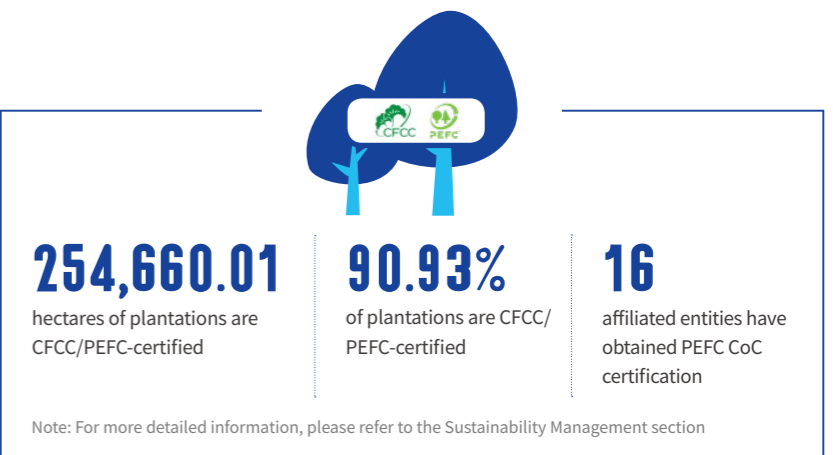 CFCC
PEFC
254,660.01
hectares of plantations are
CFCC/PEFC-certified
90.93%
of plantations are CFCC/
PEFC-certified
16
affiliated entities have
obtained PEFC CoC
certification
Note: For more detailed information, please refer to the Sustainability Management section